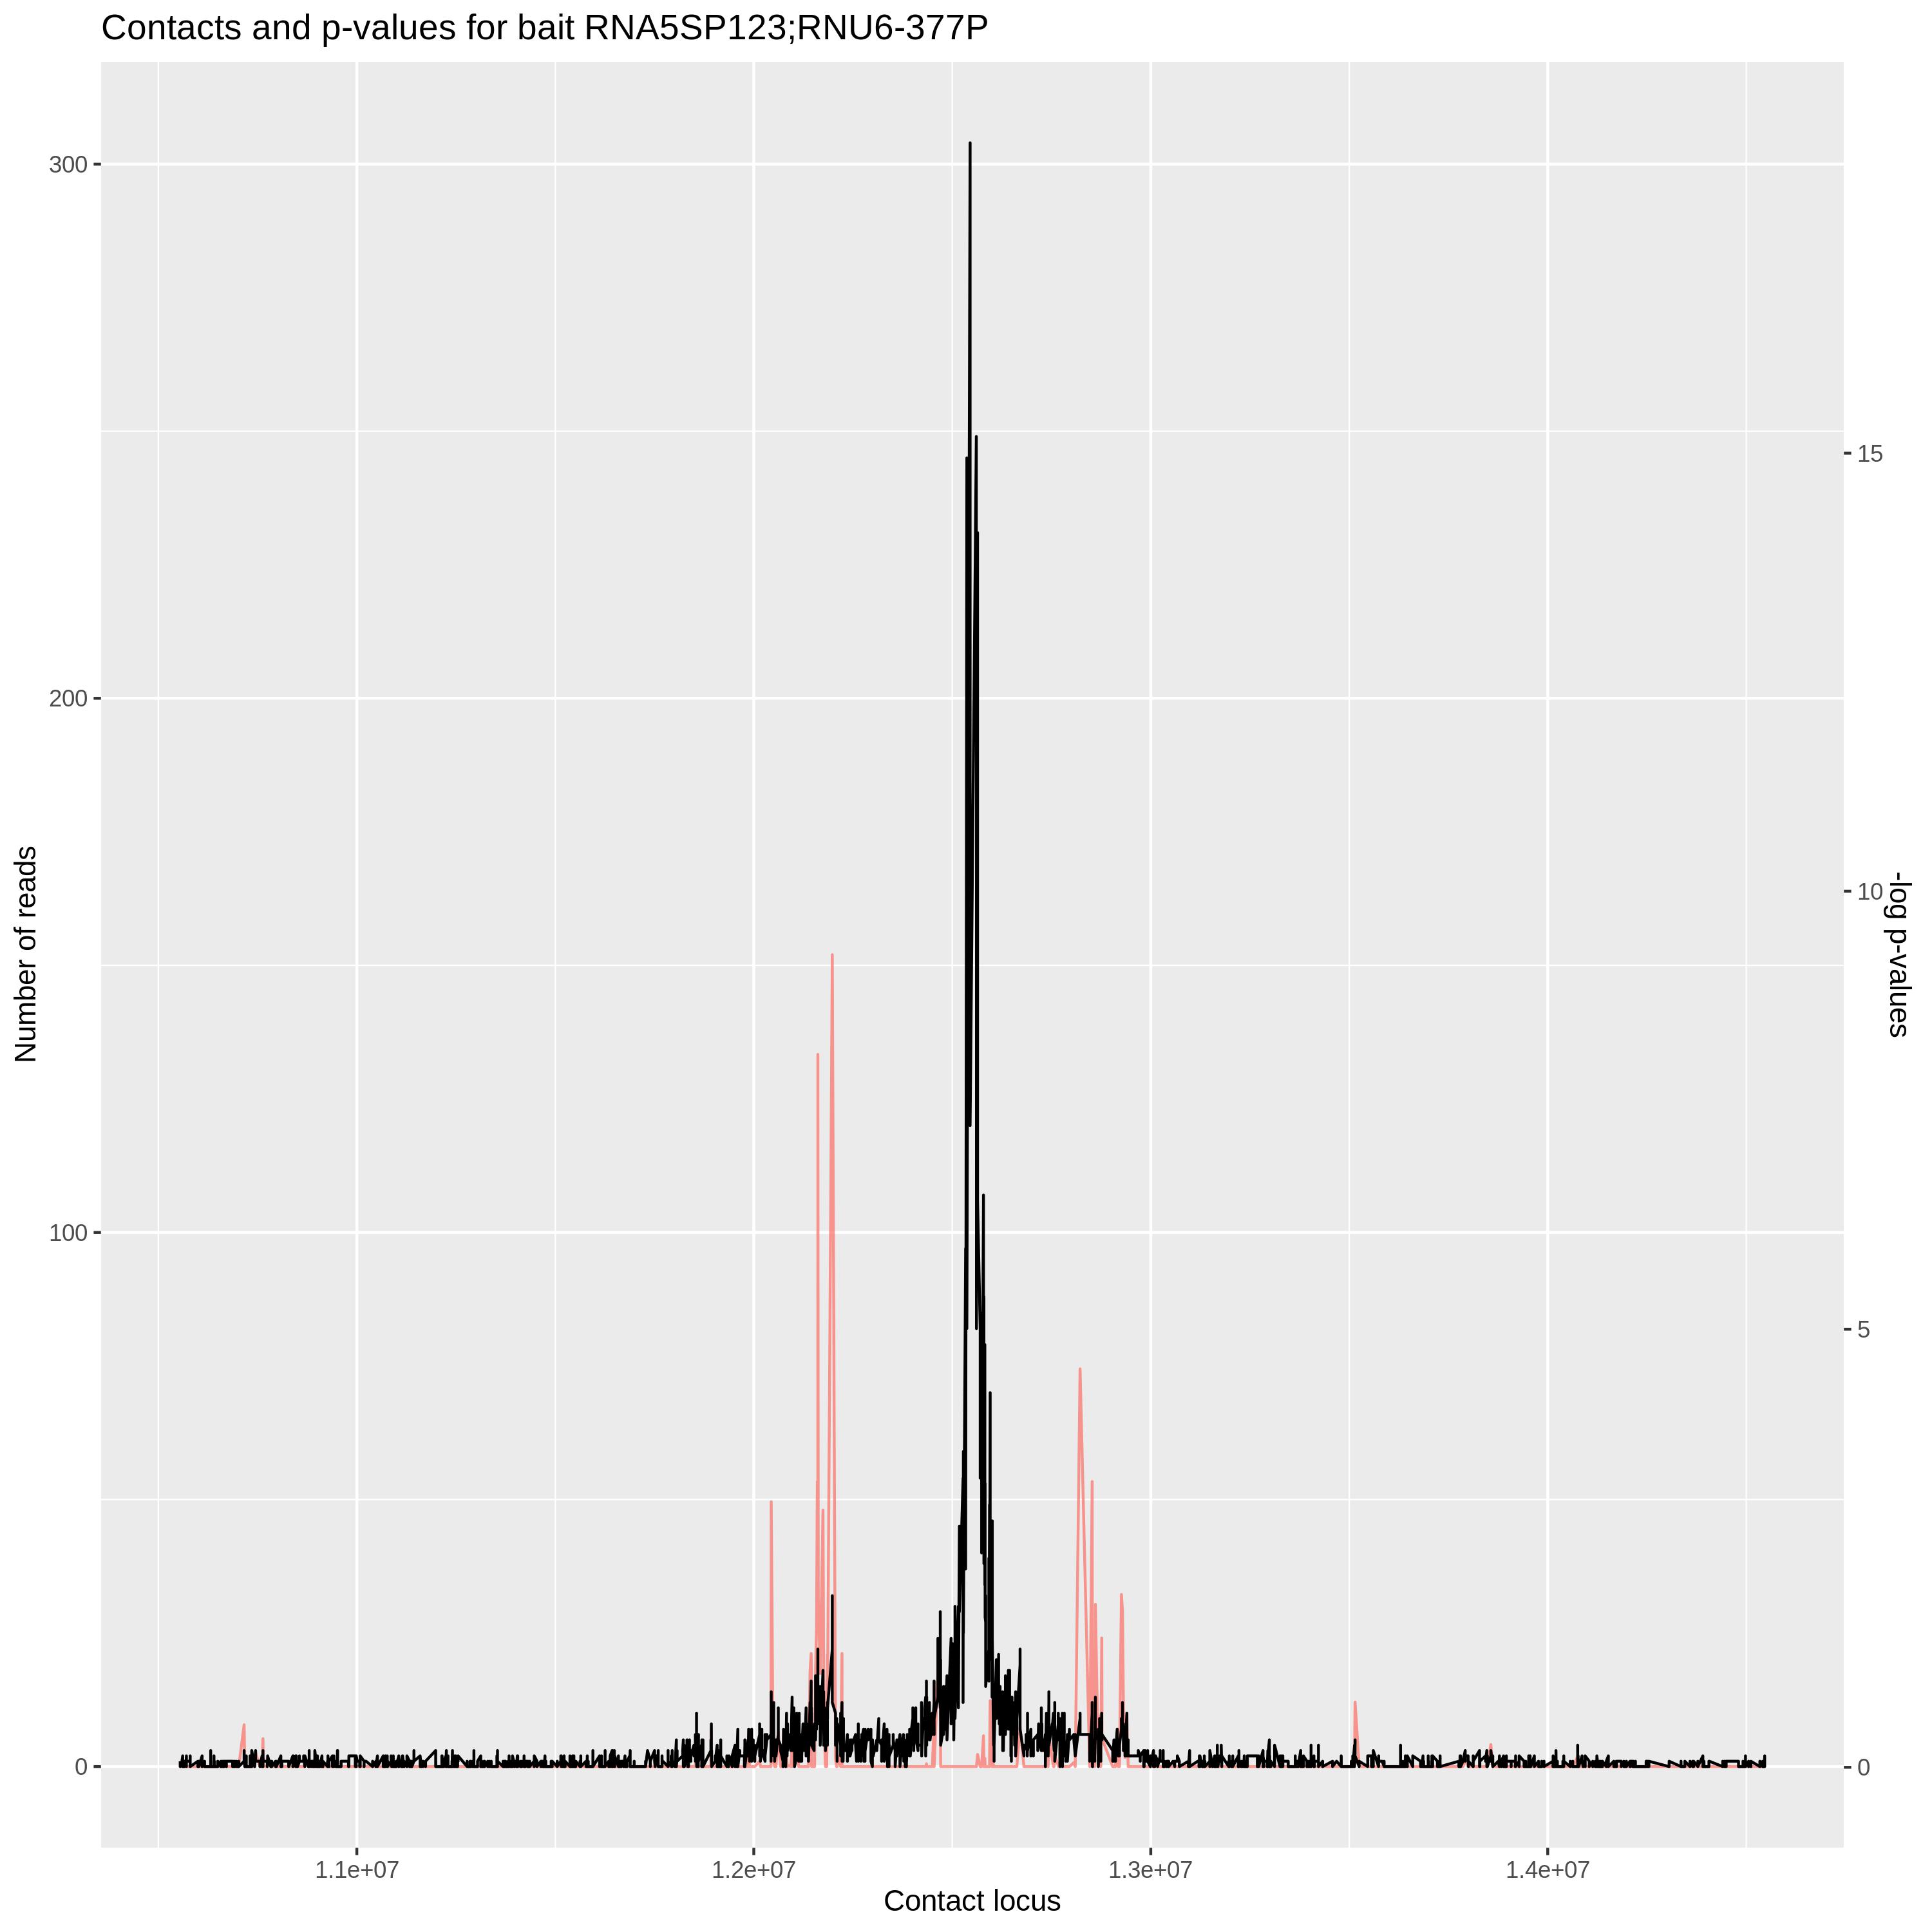 Contacts and p-values for bait RNA5SP123;RNU6-377P
300
200
100
0
Number of reads
15
10
5
0
-log p-values
1.1e+07
1.2e+07
1.3e+07
1.4e+07
Contact locus